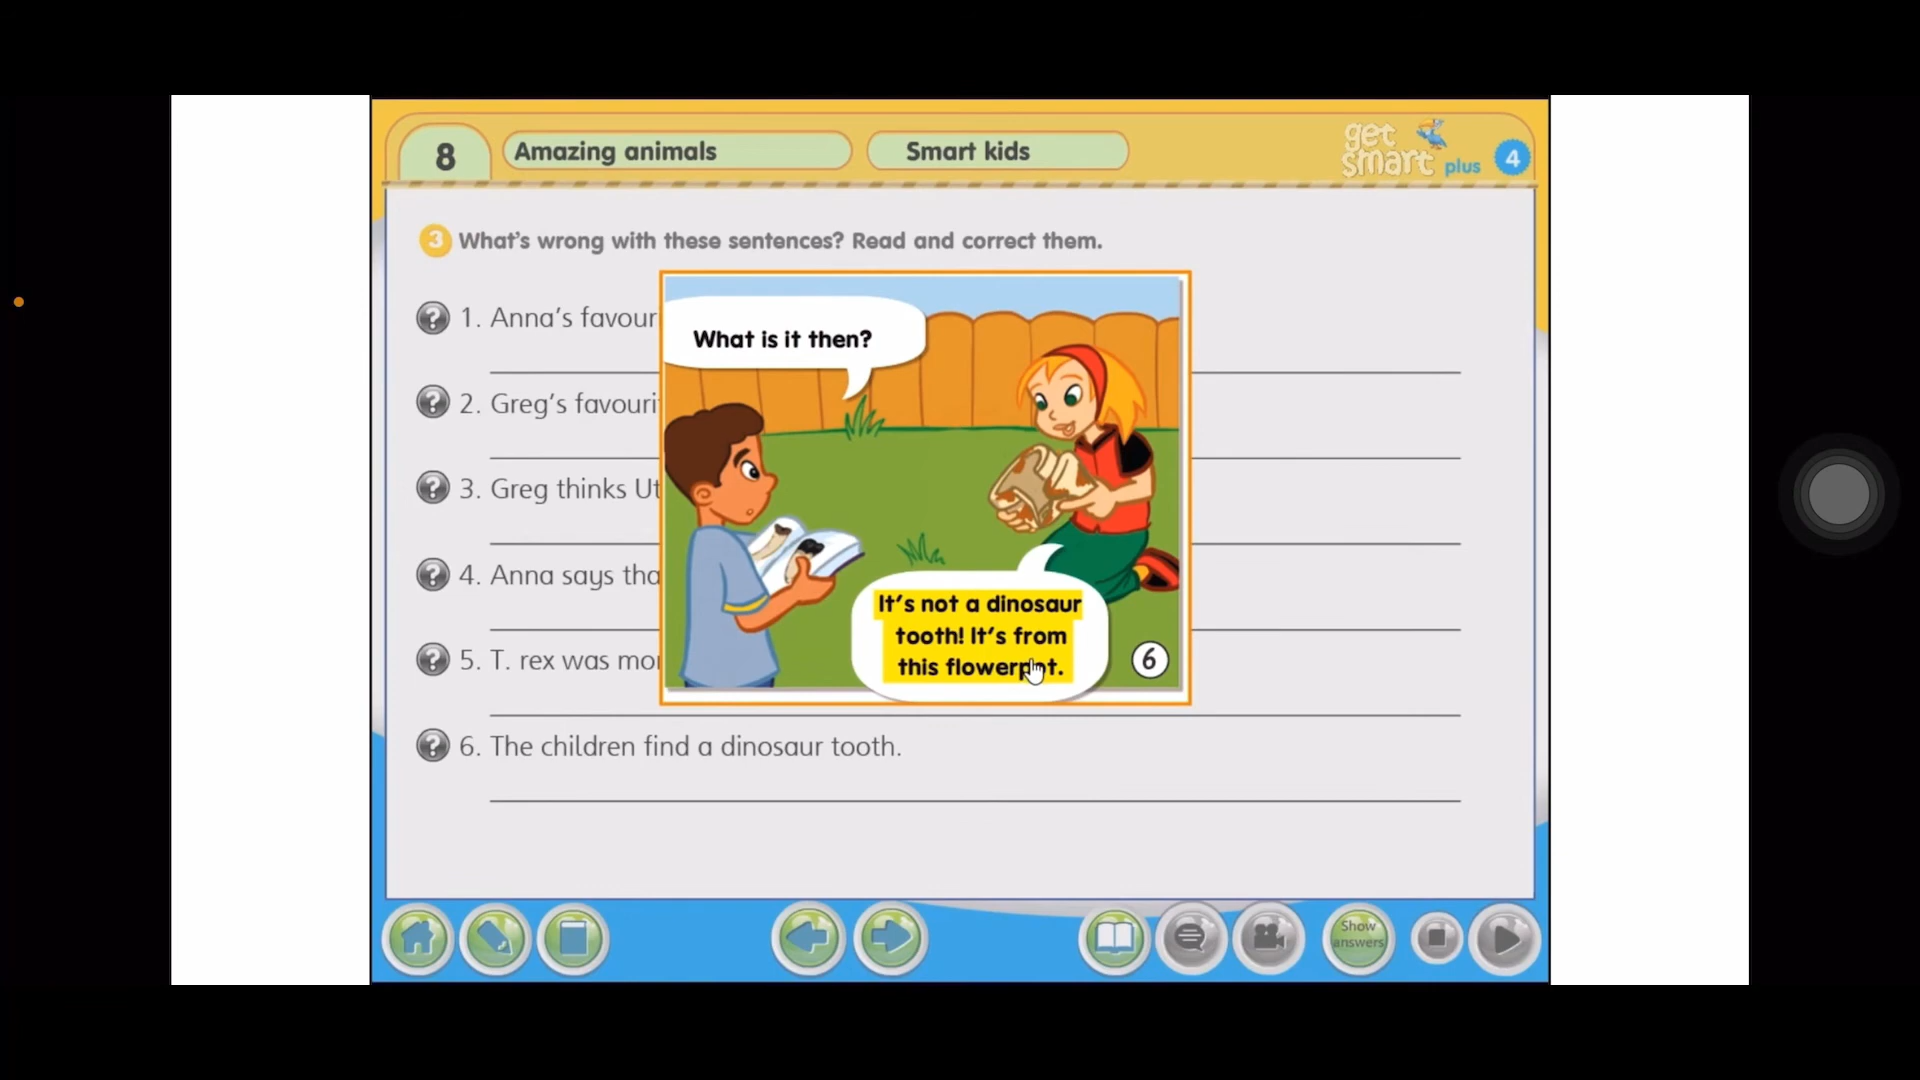 8
Amazing animals
Smart kids
get
smart
plus
4
3 What's wrong with these sentences? Read and correct them.
1. Anna's favour
2. Greg's favouri
3. Greg thinks Ut
4. Anna says tha
5. T. rex was mo
6. The children find a dinosaur tooth.
What is it then?
It's not a dinosaur
tooth! It's from
this flowerpot.
6
Show
answers